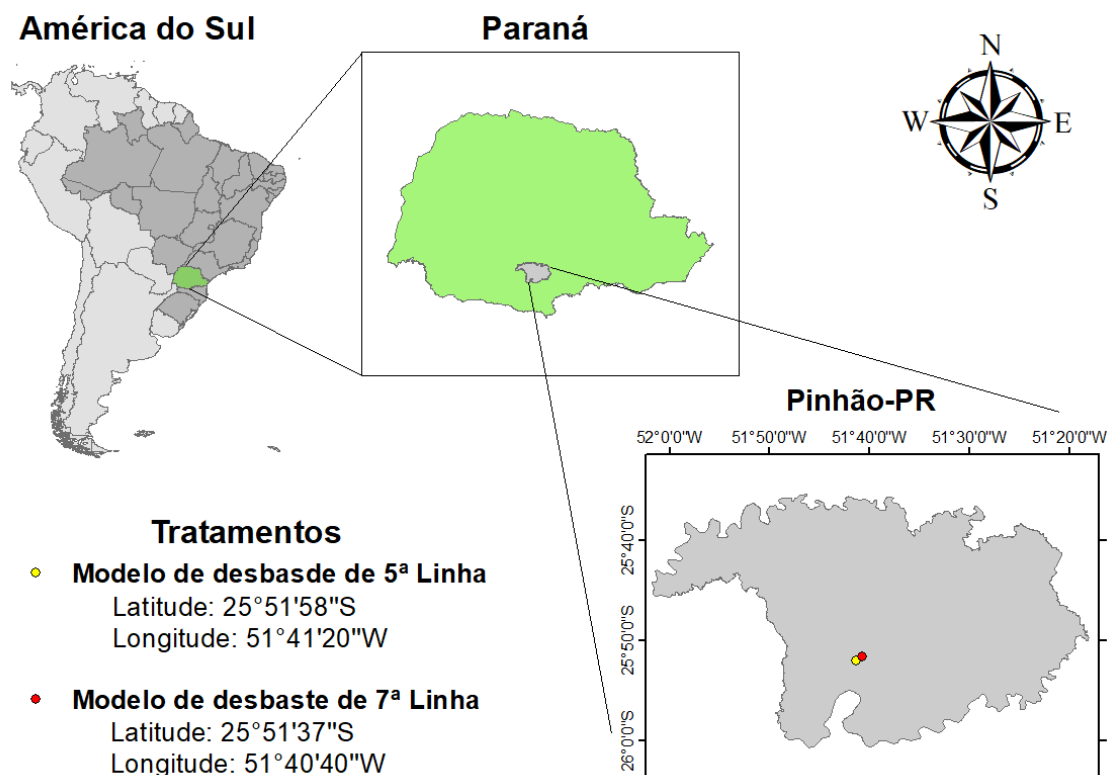 América do Sul
Paraná
N
W
E
S
Pinhão-PR
52°0'0"W 51°50'0"W 51°40'0"W 51°30'0"W 51°20'0"W
25°40'0"S
25°50'0"S
26°0'0"S
Tratamentos
Modelo de desbasde de 5ª Linha
Latitude: 25°51'58"S
Longitude: 51°41'20"W
Modelo de desbaste de 7ª Linha
Latitude: 25°51'37"S
Longitude: 51°40'40"W